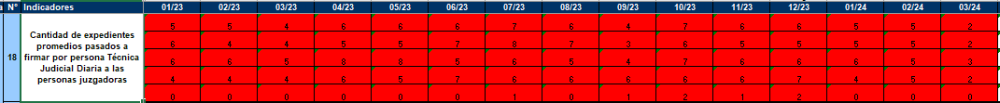 a Nº Indicadores 01/23 02/23 03/23 04/23 05/23 06/23 07/23 08/23 09/23 10/23 11/23 12/23 01/24 02/24 03/24
18
Cantidad de expedientes
promedios pasados a
firmar por persona Técnica
Judicial Diaria a las
personas juzgadoras
5 5 4 6 6 6 7 6 4 7 6 6 5 5 2
6 4 4 5 5 7 8 7 3 6 5 5 5 5 2
6 6 5 8 8 5 6 5 4 7 6 6 6 5 3
4 4 4 6 5 7 6 6 6 6 6 7 4 5 2
0 0 0 0 0 0 1 0 1 2 1 2 0 0 0